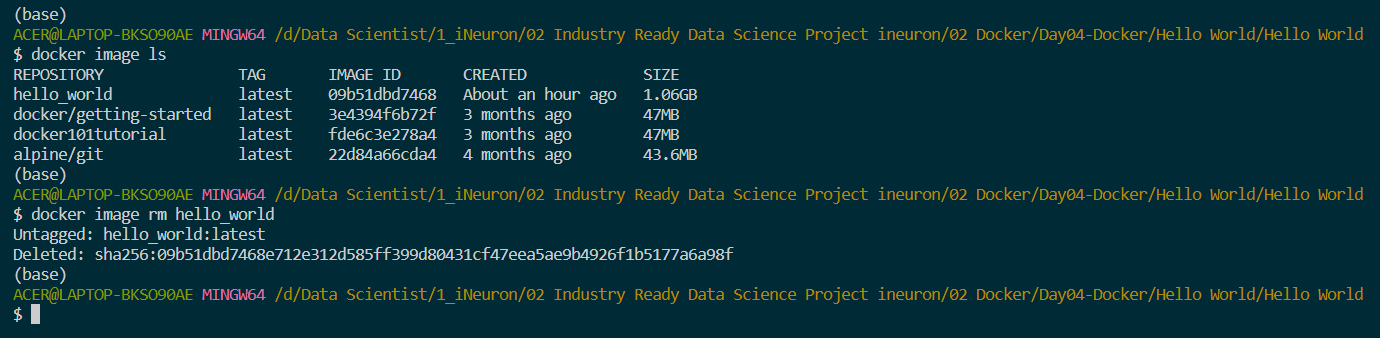 (base)
ACER@LAPTOP-BKSO90AE MINGW64 /d/Data Scientist/1_iNeuron/02 Industry Ready Data Science Project ineuron/02 Docker/Day04-Docker/Hello World/Hello World
$ docker image ls
REPOSITORY TAG IMAGE ID CREATED SIZE
hello_world latest 09b51dbd7468 About an hour ago 1.06GB
docker/getting-started latest 3e4394f6b72f 3 months ago 47MB
docker101tutorial latest fde6c3e278a4 3 months ago 47MB
alpine/git latest 22d84a66cda4 4 months ago 43.6MB
(base)
ACER@LAPTOP-BKSO90AE MINGW64 /d/Data Scientist/1_iNeuron/02 Industry Ready Data Science Project ineuron/02 Docker/Day04-Docker/Hello World/Hello World
$ docker image rm hello_world
Untagged: hello_world:latest
Deleted: sha256:09b51dbd7468e712e312d585ff399d80431cf47eea5ae9b4926f1b5177a6a98f
(base)
ACER@LAPTOP-BKSO90AE MINGW64 /d/Data Scientist/1_iNeuron/02 Industry Ready Data Science Project ineuron/02 Docker/Day04-Docker/Hello World/Hello World
$